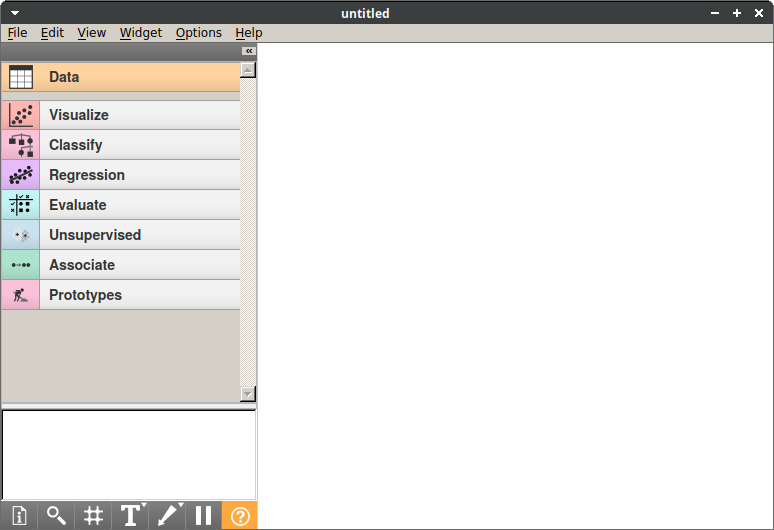 untitled
File Edit View Widget Options Help
Data
Visualize
Classify
Regression
Evaluate
Unsupervised
Associate
Prototypes